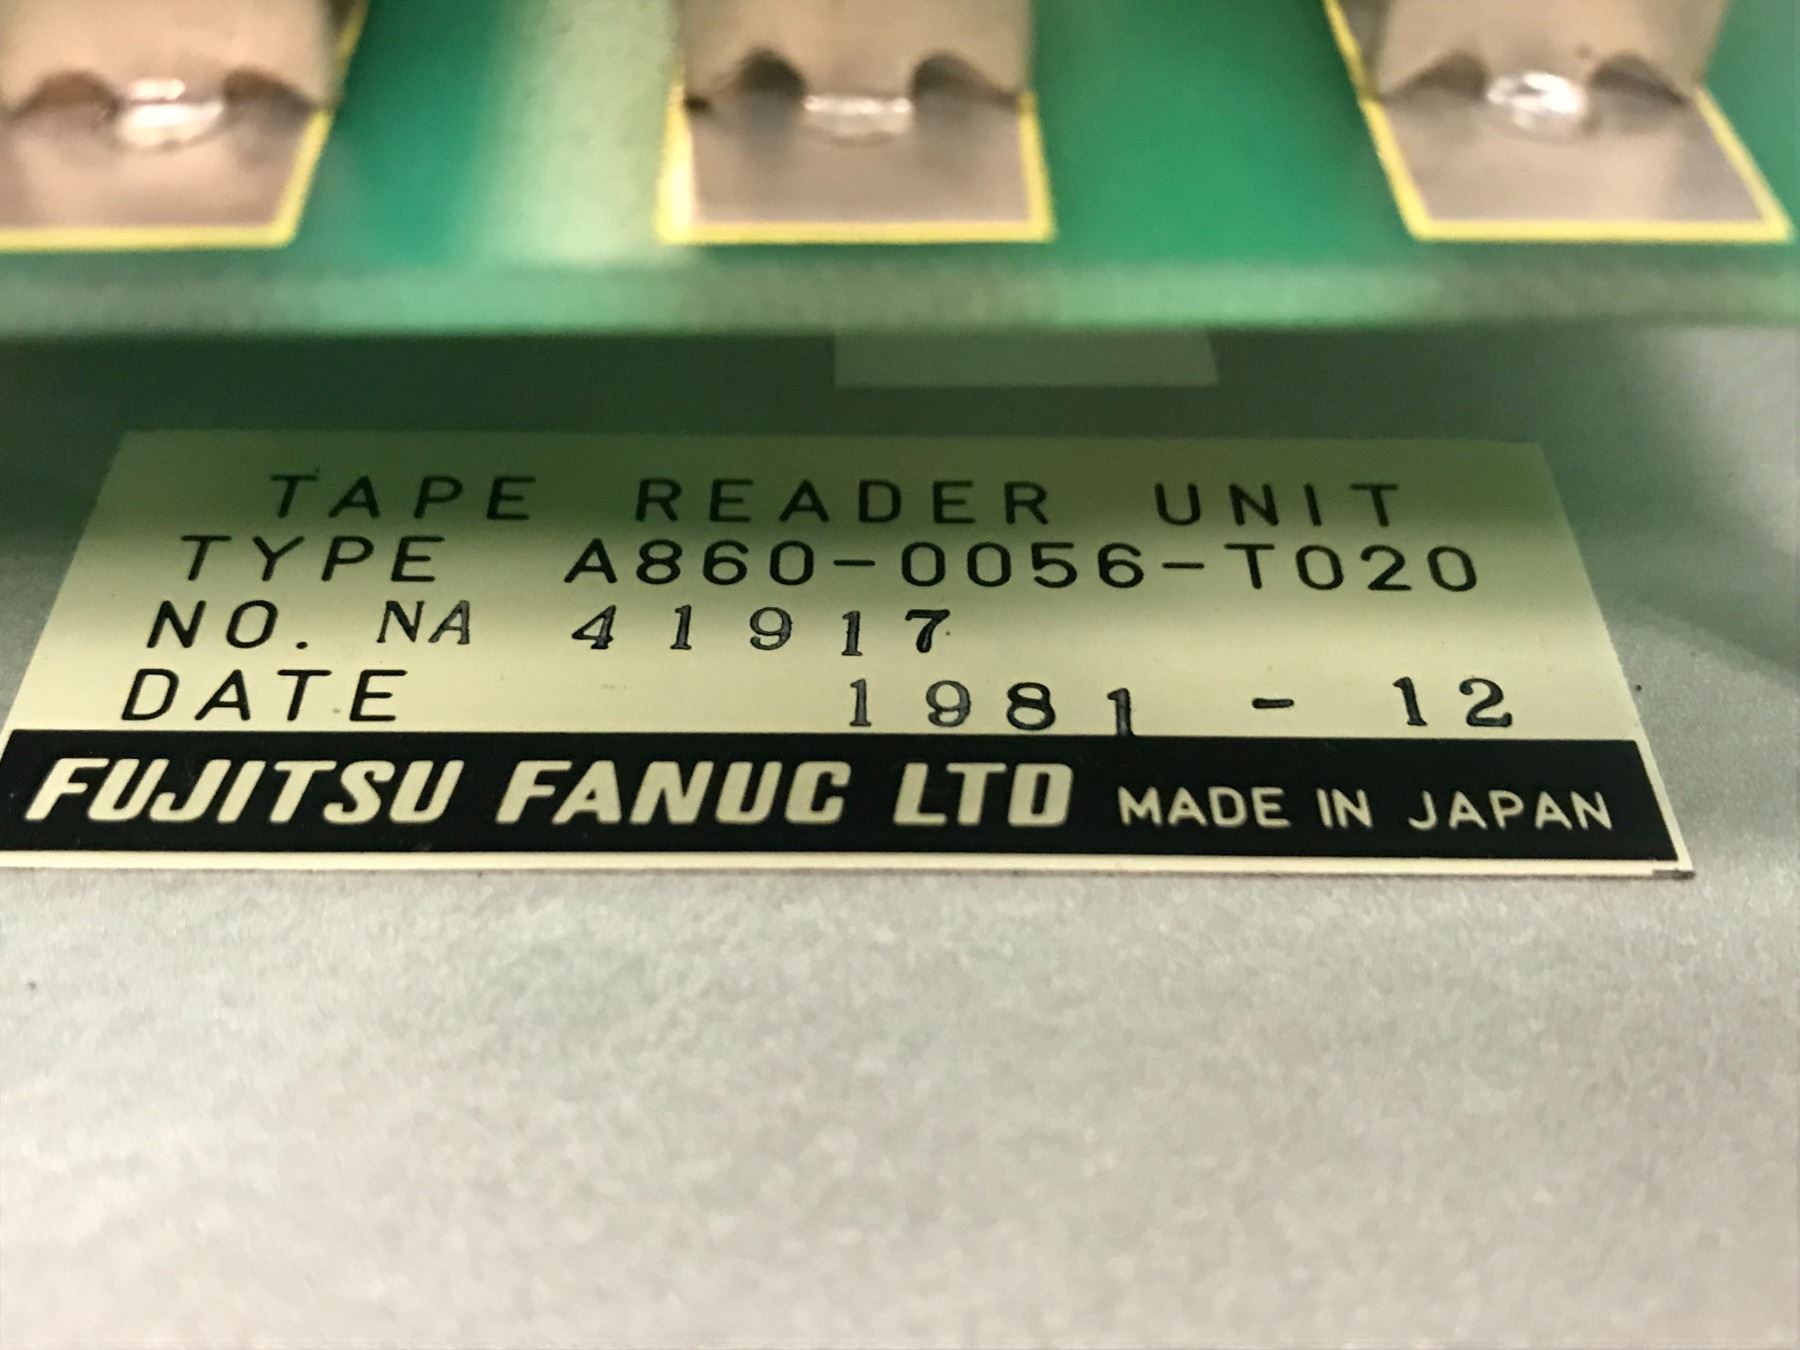 TAPE READER UNIT
TYPE A860-0056-T020
NO. NA 41917
DATE 1981 - 12
FUJITSU FANUC LTD MADE IN JAPAN